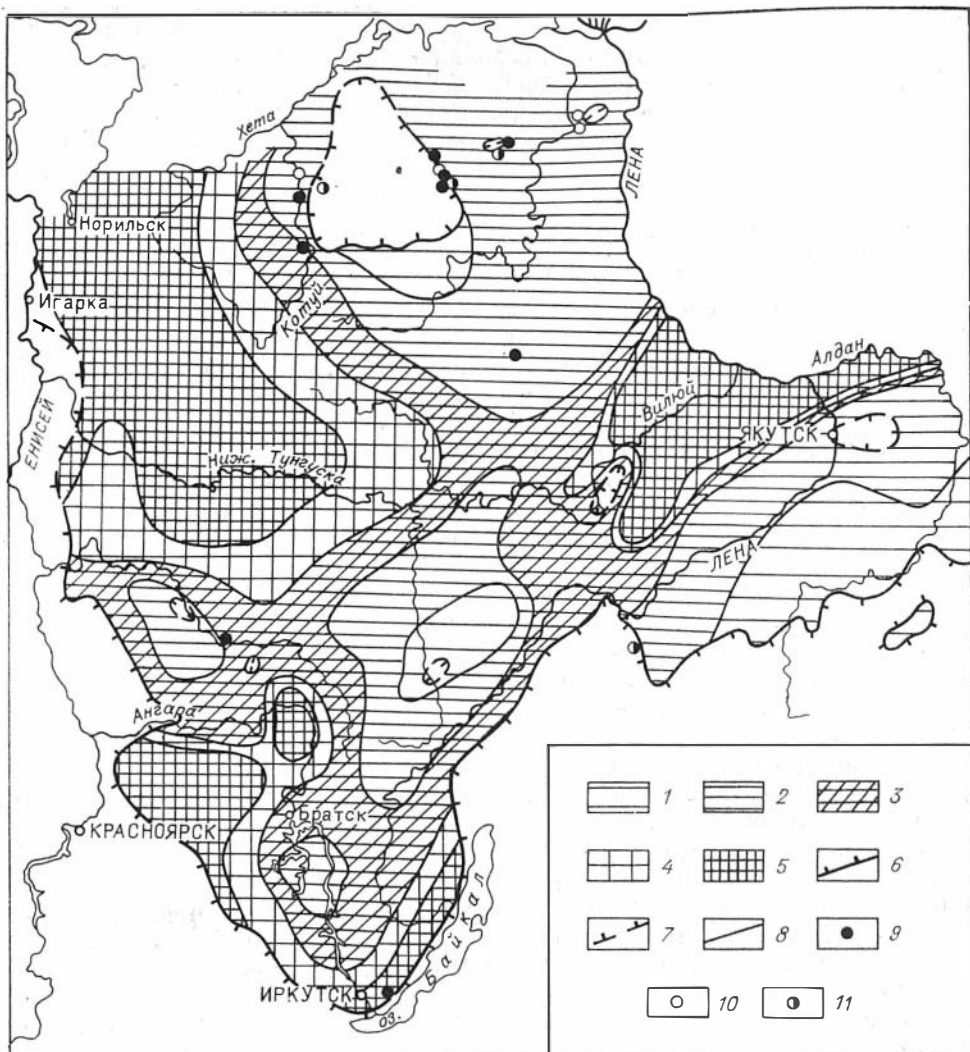 Хета
ЛЕНА
Норильск
Игарка
Котуй
Алдан
Вилюй
ЯКУТСК
ЕНИСЕЙ
Ниж. Тунгуска
ЛЕНА
Ангара
Братск
КРАСНОЯРСК
ИРКУТСК
оз. Байкал
1 2 3
4 5 6
7 8 9
10 11